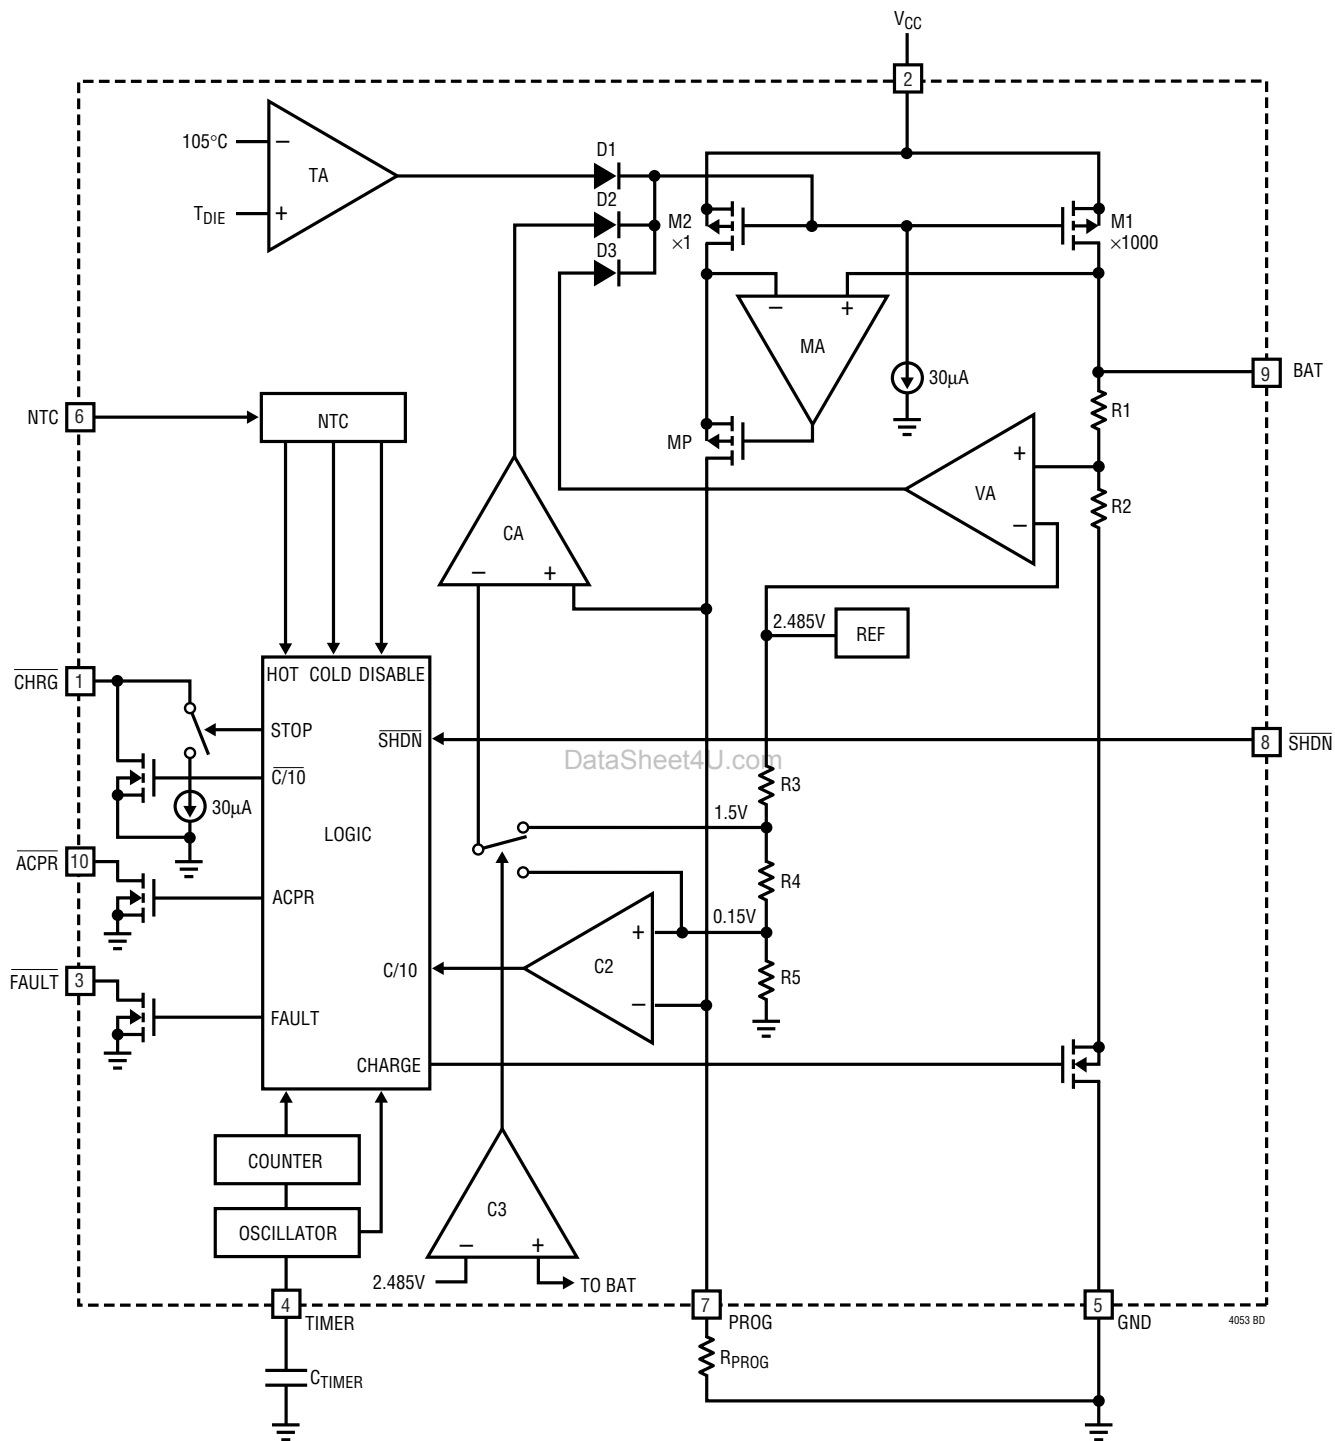 VCC
2
105°C
–
TA
TDIE
+
D1
D2
D3
M2
×1
M1
×1000
–
+
MA
30µA
9
BAT
R1
NTC
6
NTC
MP
+
VA
–
R2
CA
–
+
2.485V
REF
CHRG
1
HOT
COLD
DISABLE
STOP
SHDN
8
SHDN
DataSheet4U.com
C/10
R3
30µA
1.5V
LOGIC
ACPR
10
R4
ACPR
0.15V
+
C/10
C2
R5
FAULT
3
–
FAULT
CHARGE
COUNTER
C3
OSCILLATOR
–
+
2.485V
TO BAT
4
TIMER
7
PROG
5
GND
4053 BD
RPROG
CTIMER